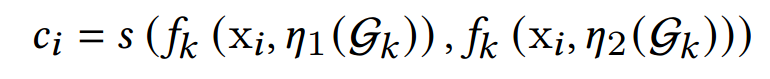 c_i = s (f_k (x_i, η_1(𝒢_k)), f_k (x_i, η_2(𝒢_k)))